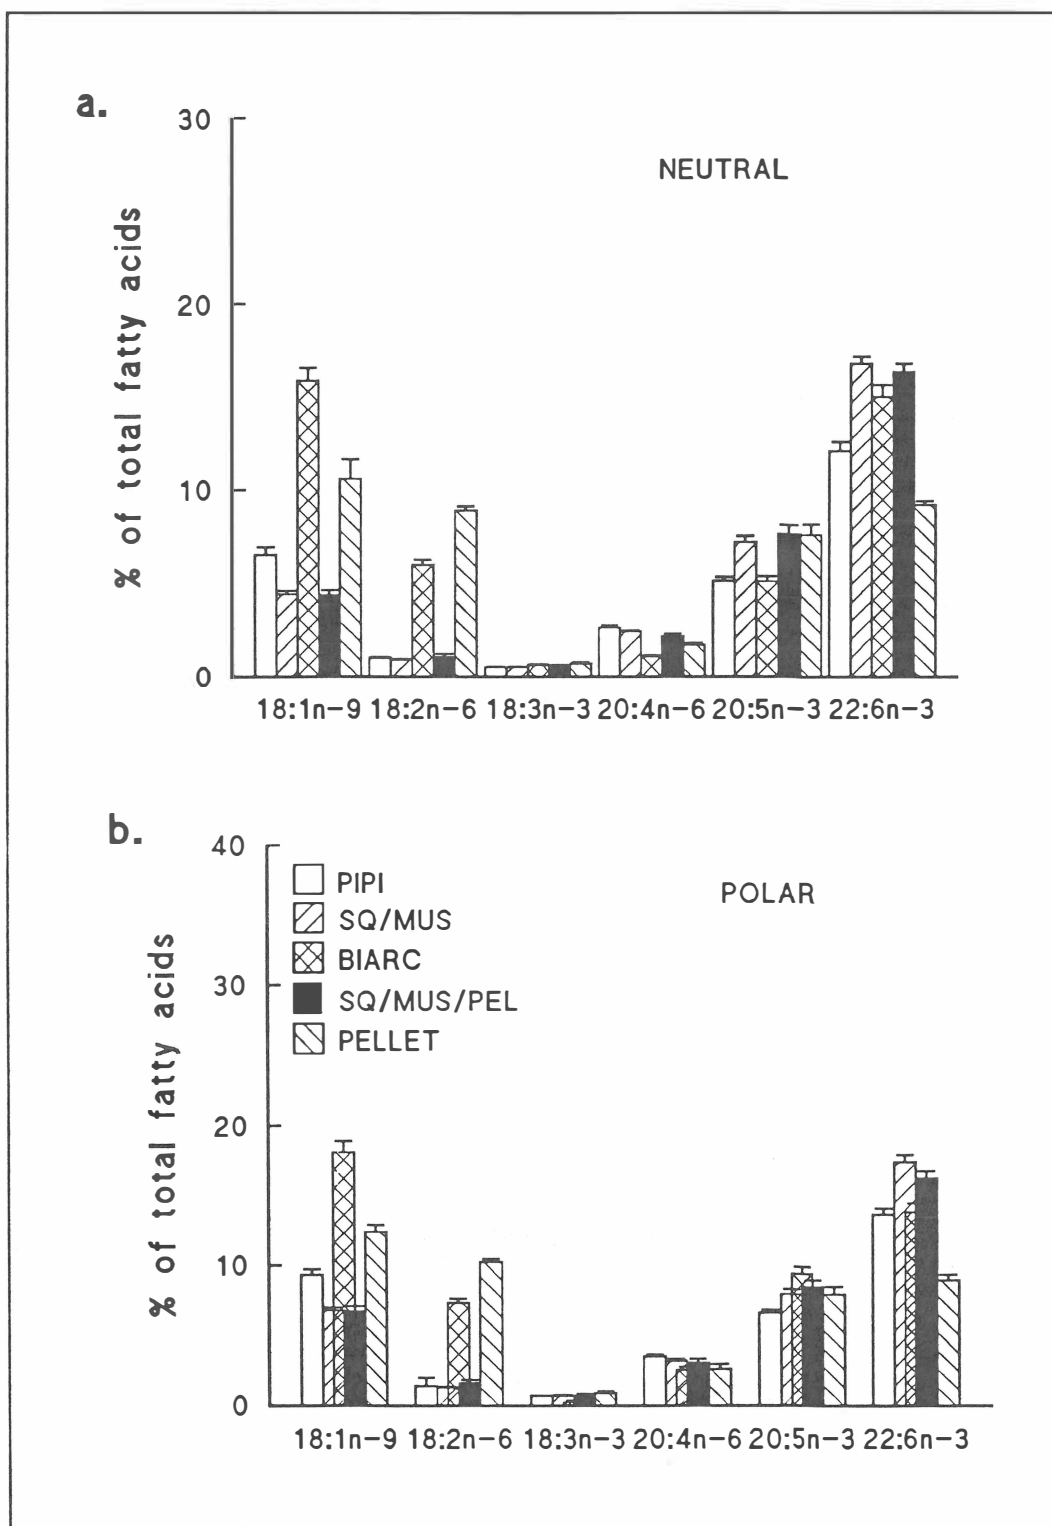 a.
30
20
10
0
% of total fatty acids
NEUTRAL
18:1n-9 18:2n-6 18:3n-3 20:4n-6 20:5n-3 22:6n-3
b.
40
30
20
10
0
% of total fatty acids
PIPI
SQ/MUS
BIARC
SQ/MUS/PEL
PELLET
POLAR
18:1n-9 18:2n-6 18:3n-3 20:4n-6 20:5n-3 22:6n-3